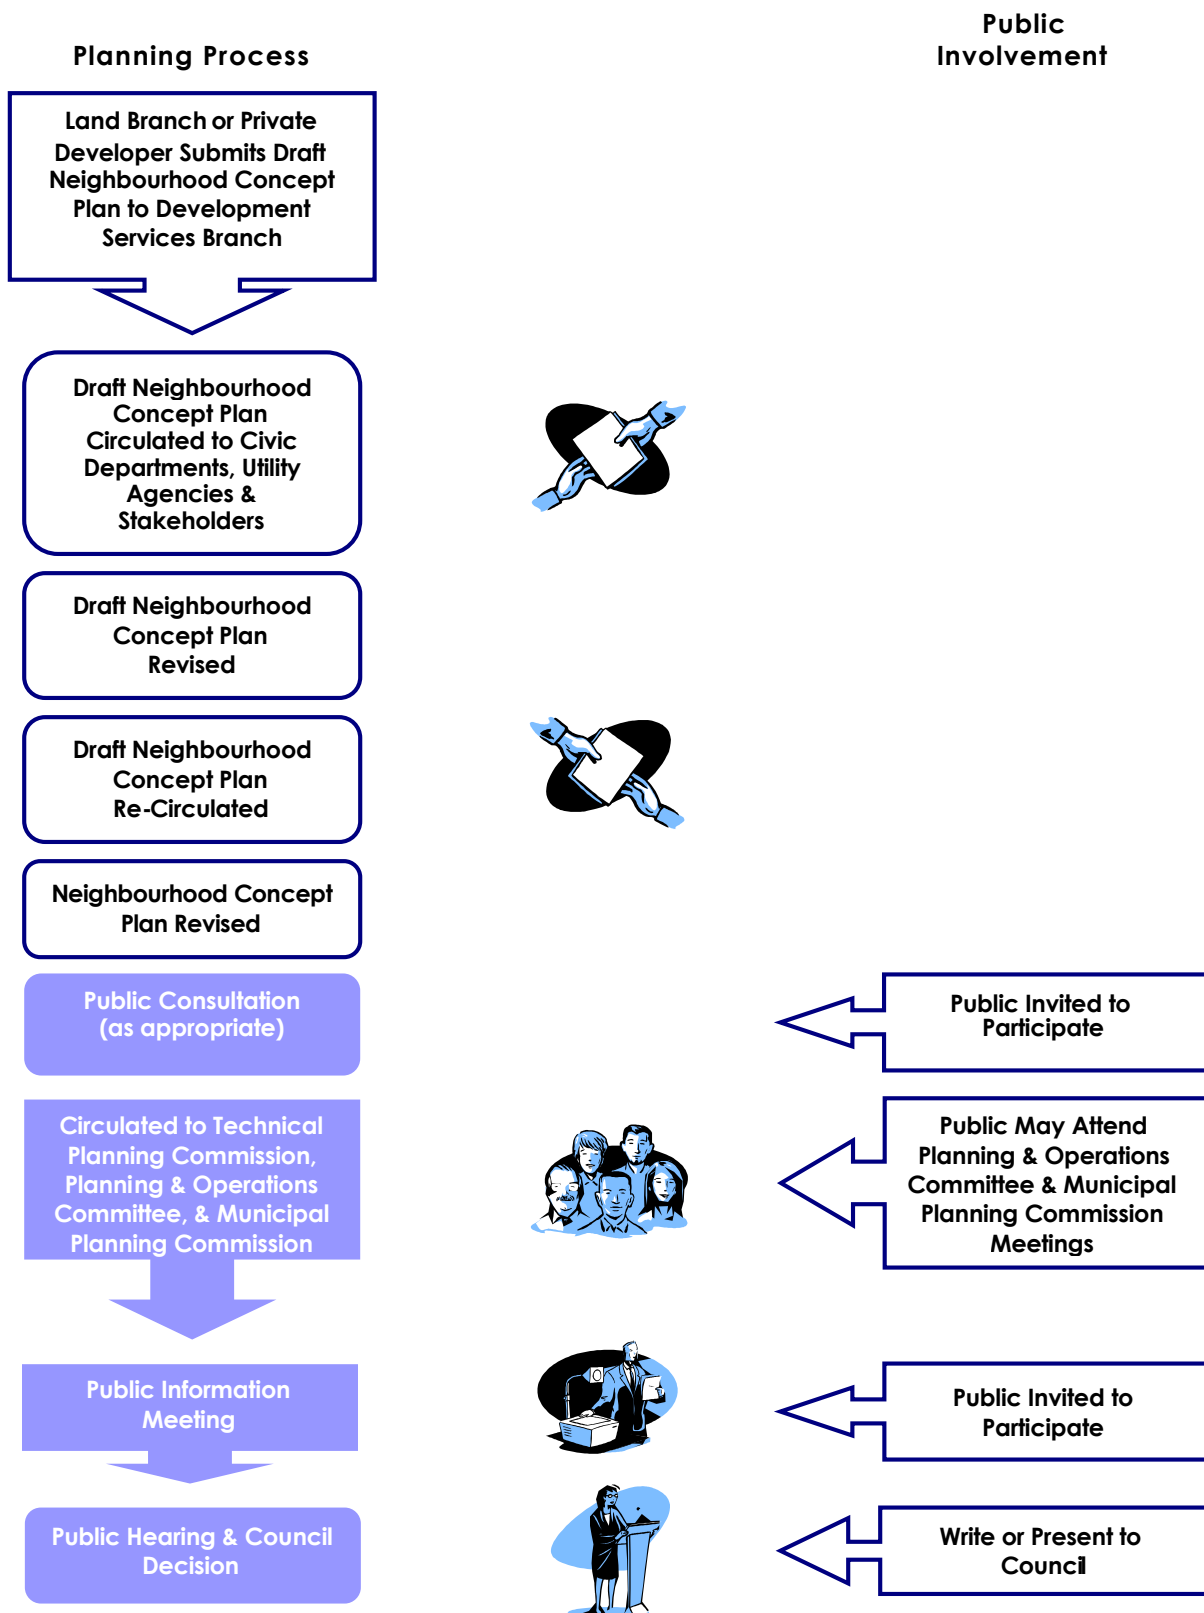 Planning Process
Public
Involvement
Land Branch or Private
Developer Submits Draft
Neighbourhood Concept
Plan to Development
Services Branch
Draft Neighbourhood
Concept Plan
Circulated to Civic
Departments, Utility
Agencies &
Stakeholders
Draft Neighbourhood
Concept Plan
Revised
Draft Neighbourhood
Concept Plan
Re-Circulated
Neighbourhood Concept
Plan Revised
Public Consultation
(as appropriate)
Public Invited to
Participate
Circulated to Technical
Planning Commission,
Planning & Operations
Committee, & Municipal
Planning Commission
Public May Attend
Planning & Operations
Committee & Municipal
Planning Commission
Meetings
Public Information
Meeting
Public Invited to
Participate
Public Hearing & Council
Decision
Write or Present to
Council